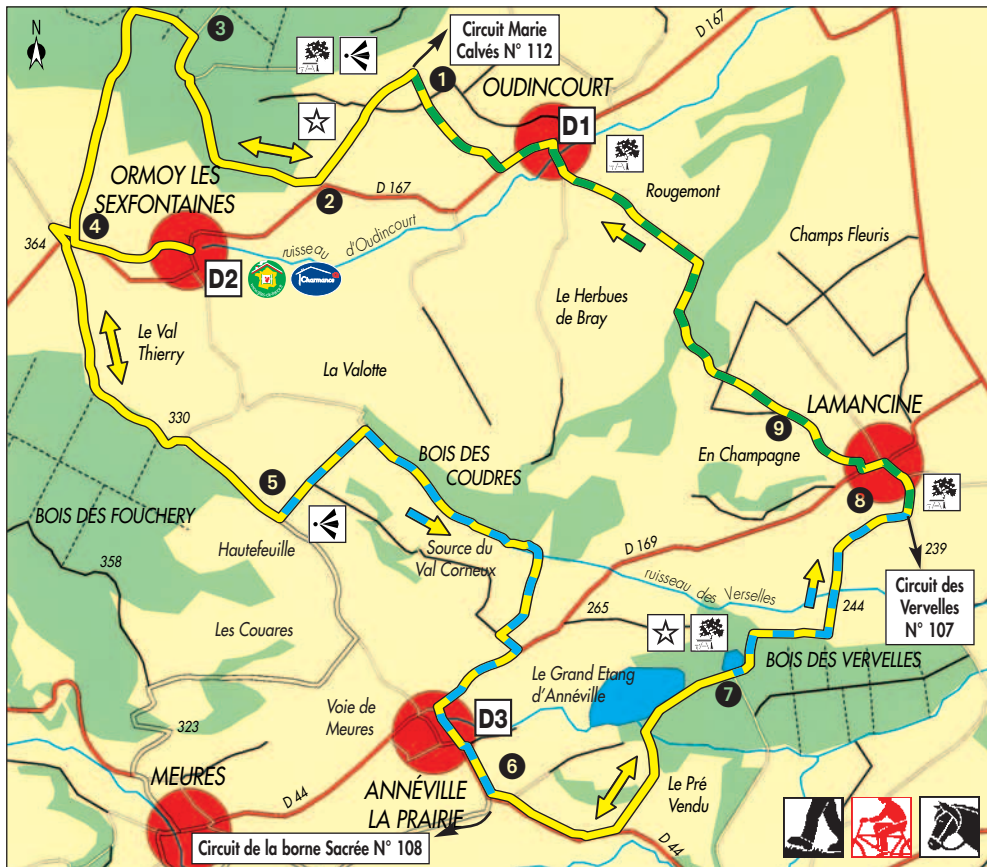 N
3
Circuit Marie
Calvés N° 112
D 167
1
OUDINCOURT
D1
ORMOY LES
SEXFONTAINES
2
D 167
Rougemont
4
364
ruisseau d'Oudincourt
Champs Fleuris
D2
Charmance
Le Herbues
de Bray
Le Val
Thierry
La Valotte
330
9
LAMANCINE
BOIS DES
COUDRES
En Champagne
5
8
BOIS DES FOUCHERY
Hautefeuille
358
Source du
Val Corneux
D 169
239
ruisseau des Verselles
Circuit des
Vervelles
N° 107
265
244
Les Couares
BOIS DES VERVELLES
Le Grand Etang
d'Annéville
7
Voie de
Meures
D3
323
6
MEURES
D 44
ANNÉVILLE
LA PRAIRIE
Le Pré
Vendu
D 44
Circuit de la borne Sacrée N° 108